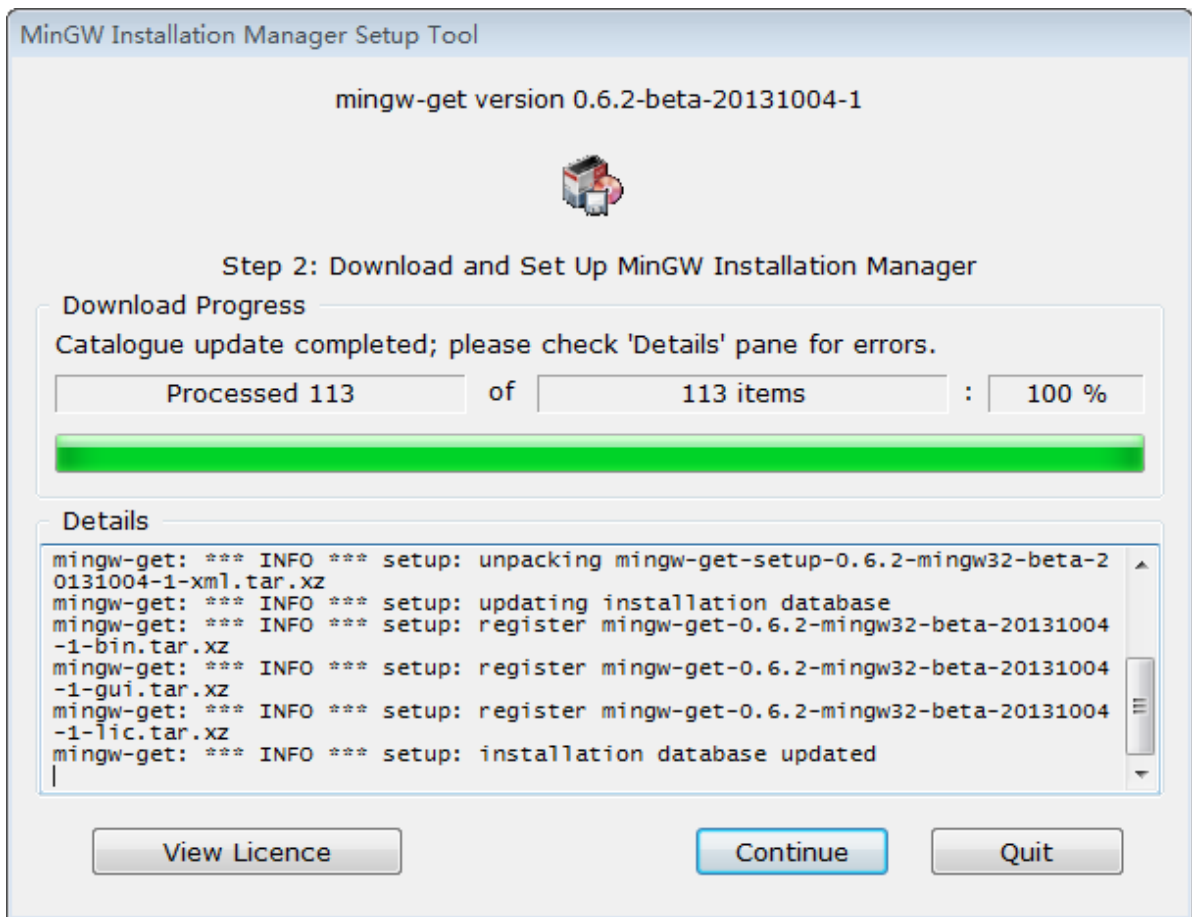 MinGW Installation Manager Setup Tool
mingw-get version 0.6.2-beta-20131004-1
Step 2: Download and Set Up MinGW Installation Manager
Download Progress
Catalogue update completed; please check 'Details' pane for errors.
Processed 113 of 113 items : 100 %
Details
mingw-get: *** INFO *** setup: unpacking mingw-get-setup-0.6.2-mingw32-beta-2
0131004-1-xml.tar.xz
mingw-get: *** INFO *** setup: updating installation database
mingw-get: *** INFO *** setup: register mingw-get-0.6.2-mingw32-beta-20131004
-1-bin.tar.xz
mingw-get: *** INFO *** setup: register mingw-get-0.6.2-mingw32-beta-20131004
-1-gui.tar.xz
mingw-get: *** INFO *** setup: register mingw-get-0.6.2-mingw32-beta-20131004
-1-lic.tar.xz
mingw-get: *** INFO *** setup: installation database updated
View Licence Continue Quit